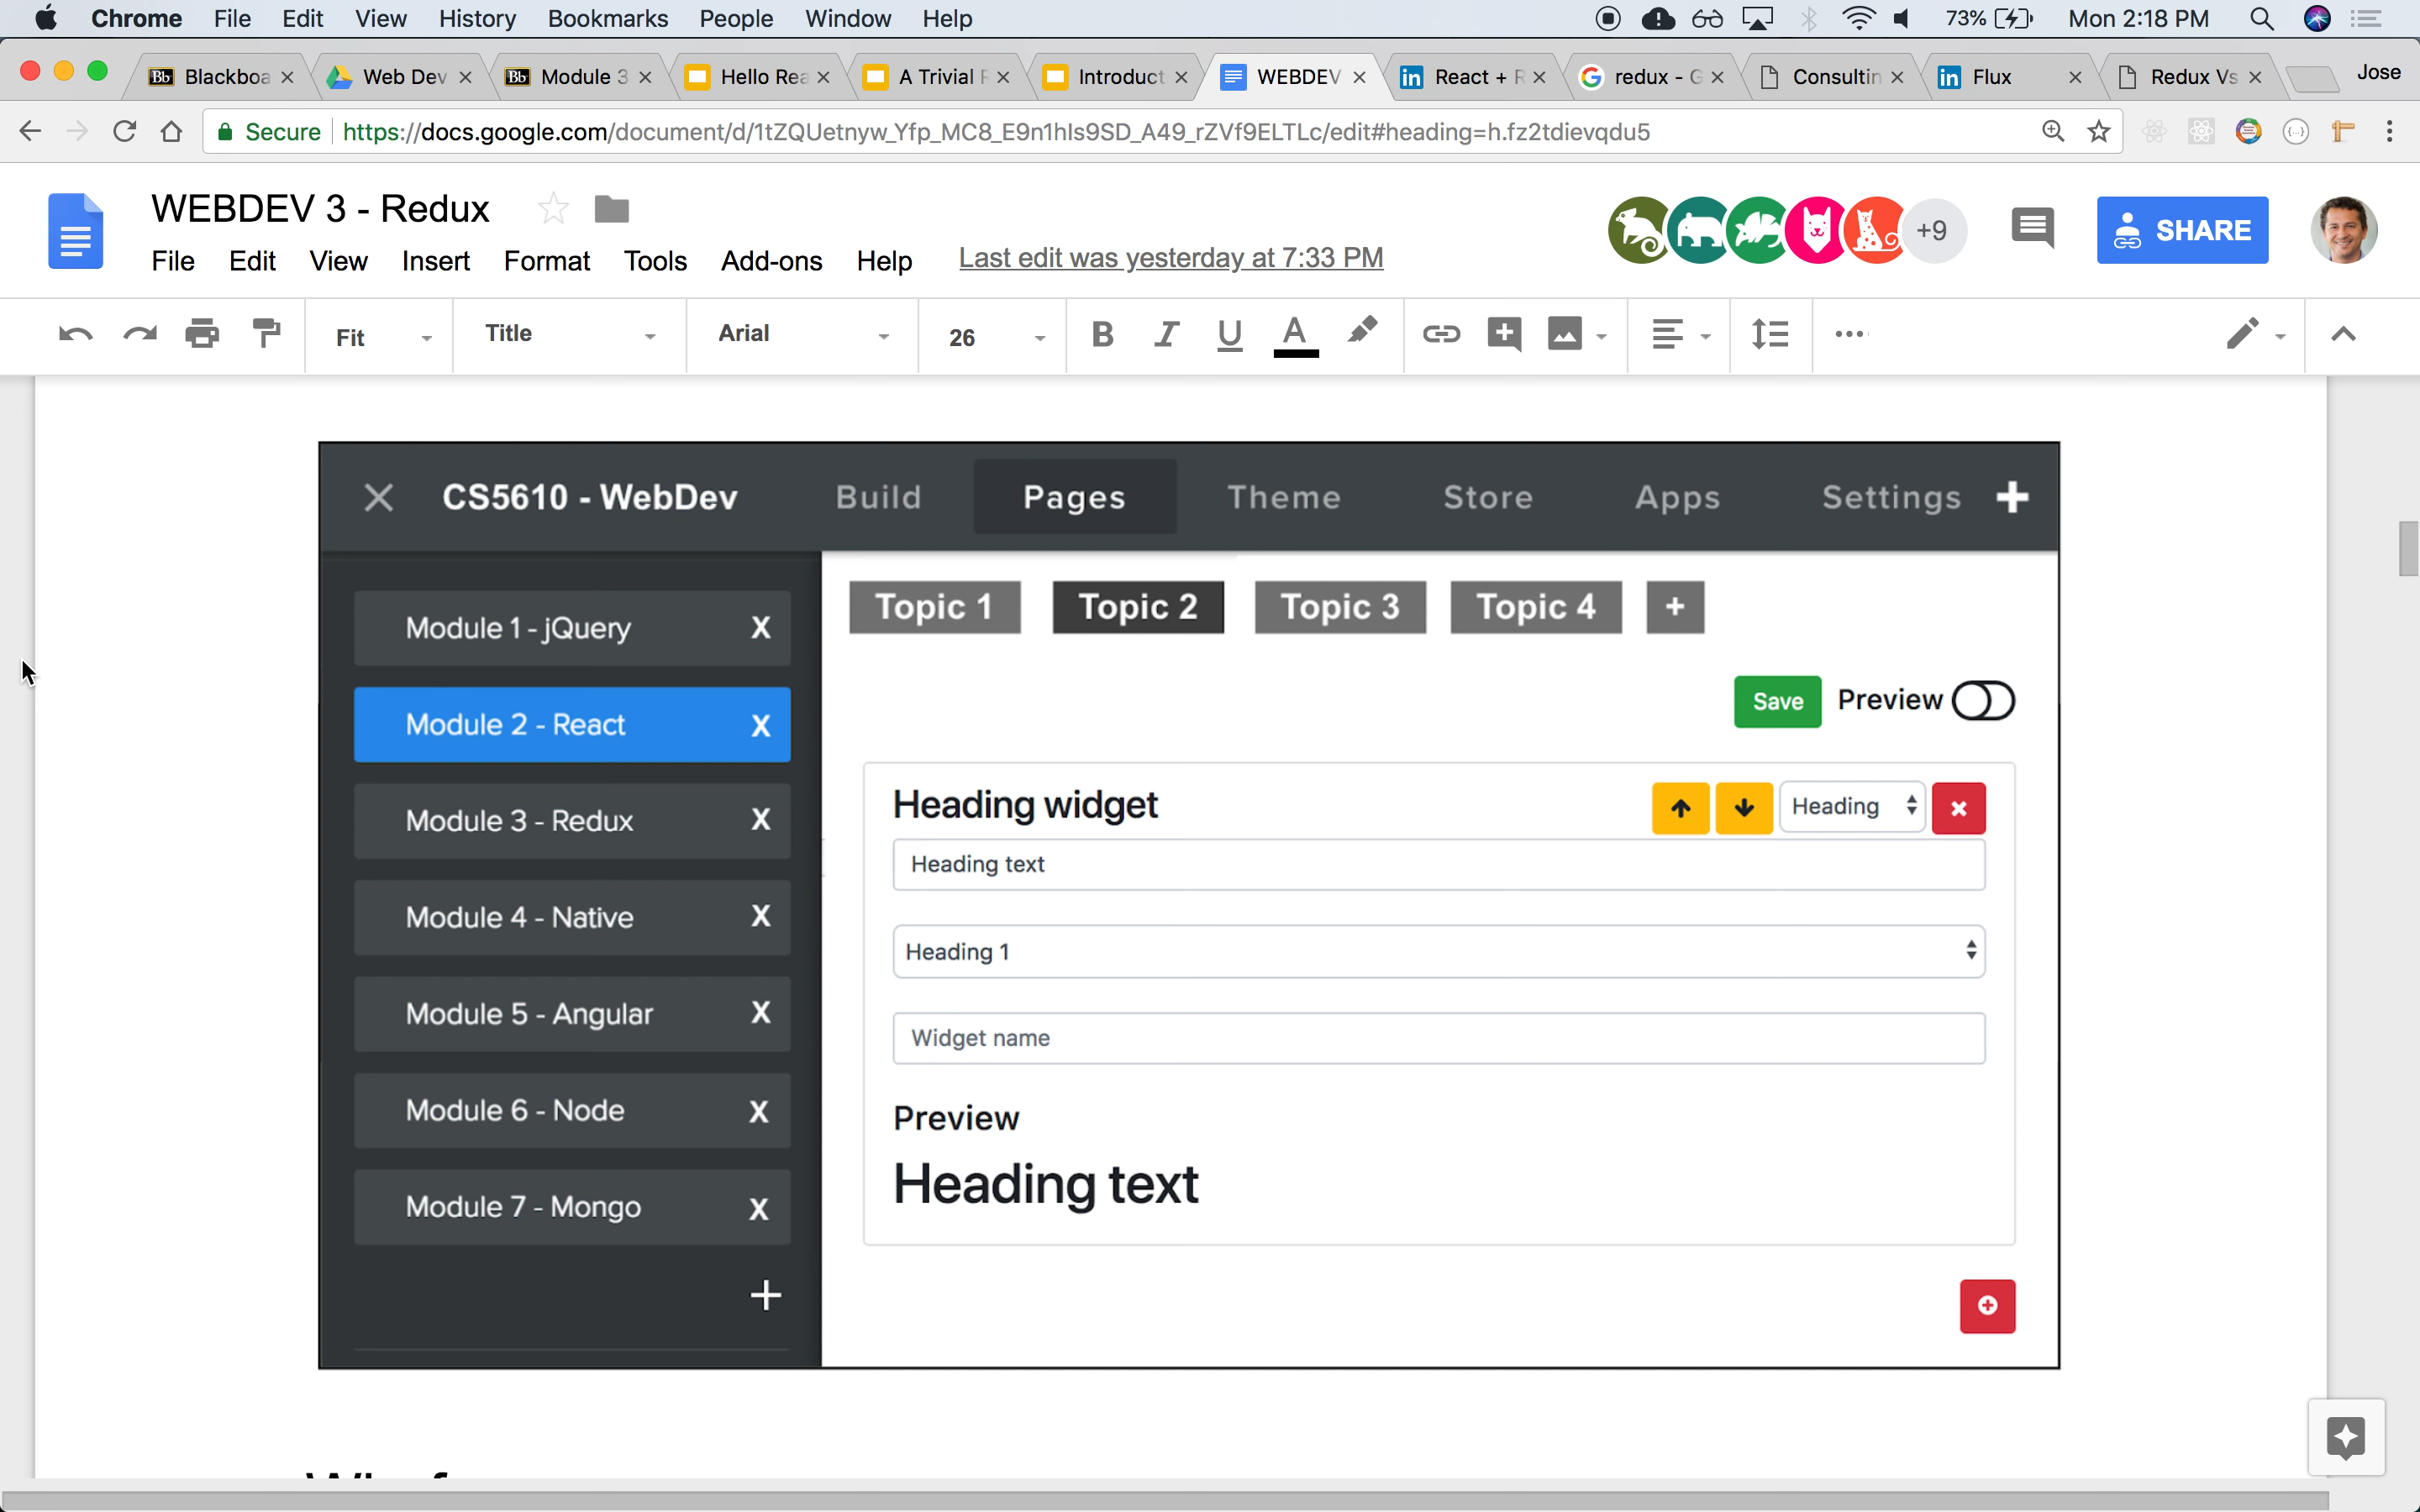 Chrome File Edit View History Bookmarks People Window Help 73% Mon 2:18 PM
Blackboa Web Dev Module 3 Hello Rea A Trivial Introduct WEBDEV React + redux - G Consultin Flux Redux Vs Jose
Secure https://docs.google.com/document/d/1tZQUetnyw_Yfp_MC8_E9n1hIs9SD_A49_rZVf9ELTLc/edit#heading=h.fz2tdievqdu5
WEBDEV 3 - Redux
+9 SHARE
File Edit View Insert Format Tools Add-ons Help Last edit was yesterday at 7:33 PM
Fit Title Arial 26 B I U A
CS5610 - WebDev Build Pages Theme Store Apps Settings +
Topic 1 Topic 2 Topic 3 Topic 4 +
Module 1 - jQuery X
Save Preview
Module 2 - React X
Heading widget Heading
Module 3 - Redux X
Heading text
Module 4 - Native X
Heading 1
Module 5 - Angular X
Widget name
Module 6 - Node X
Preview
Heading text
Module 7 - Mongo X
+